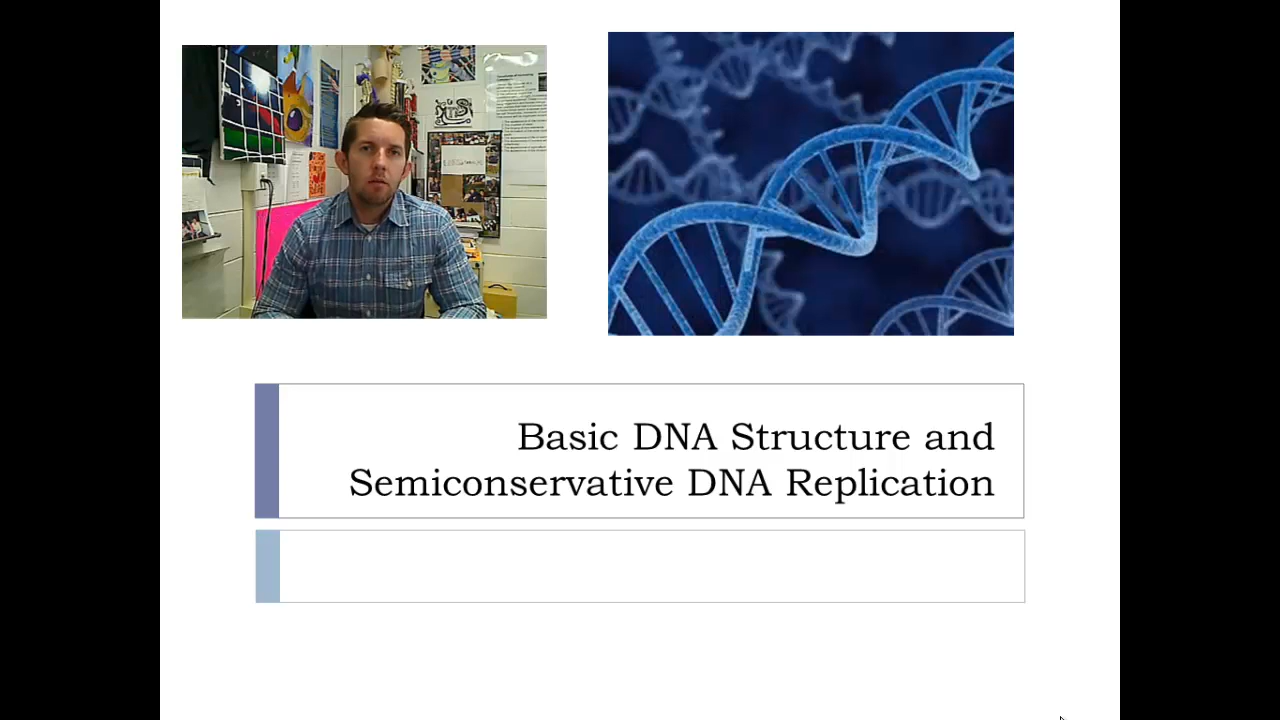 Basic DNA Structure and
Semiconservative DNA Replication